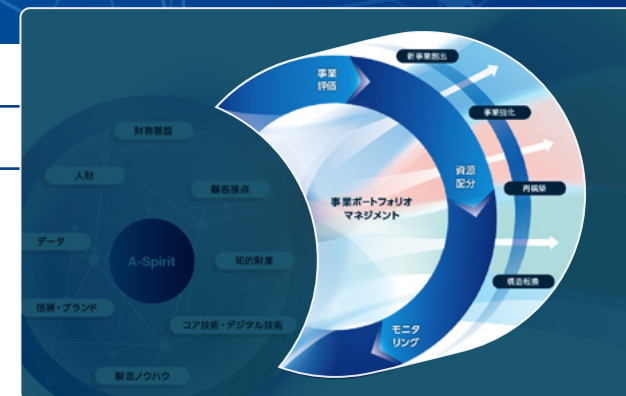 財務基盤
人財
顧客接点
データ
A-Spirit
知的財産
信頼・ブランド
コア技術・デジタル技術
製造ノウハウ
事業
評価
資源
配分
モニタ
リング
事業ポートフォリオ
マネジメント
新事業創出
事業強化
再構築
構造転換